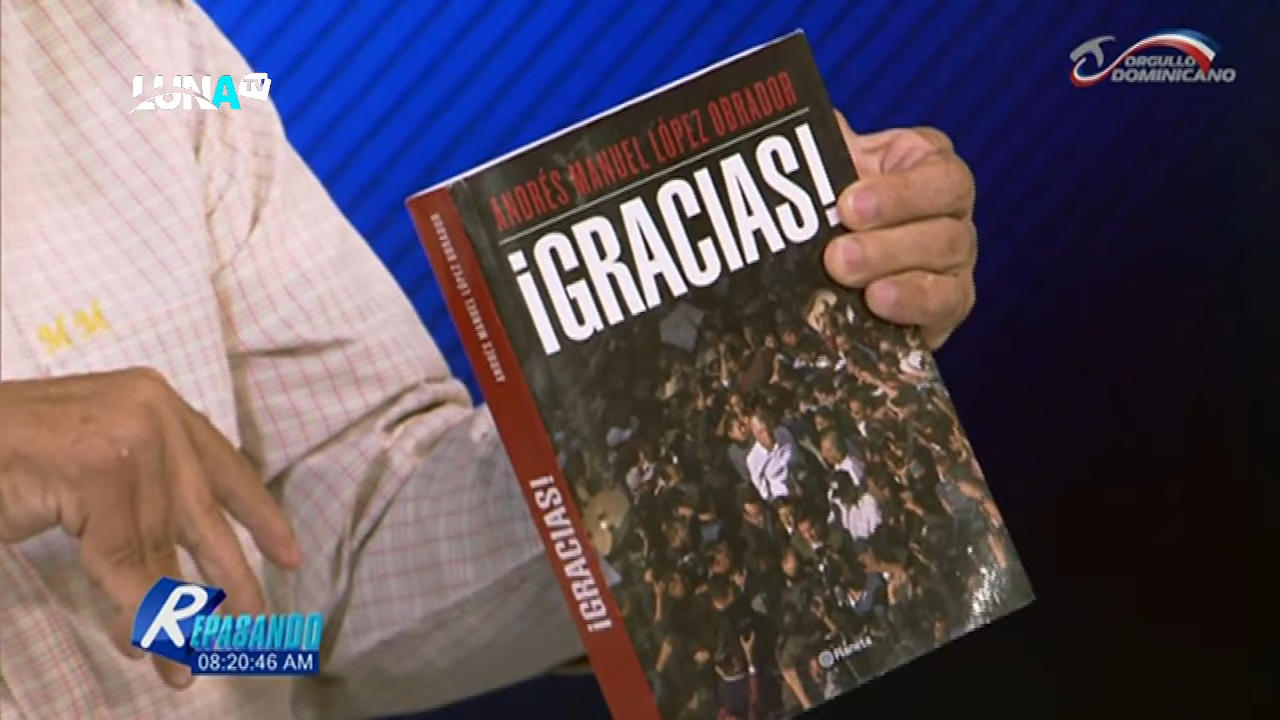 LUNA TV
ORGULLO
DOMINICANO
ANDRÉS MANUEL LÓPEZ OBRADOR
¡GRACIAS!
ANDRÉS MANUEL LÓPEZ OBRADOR
¡GRACIAS!
Planeta
M M
REPASANDO
08:20:46 AM